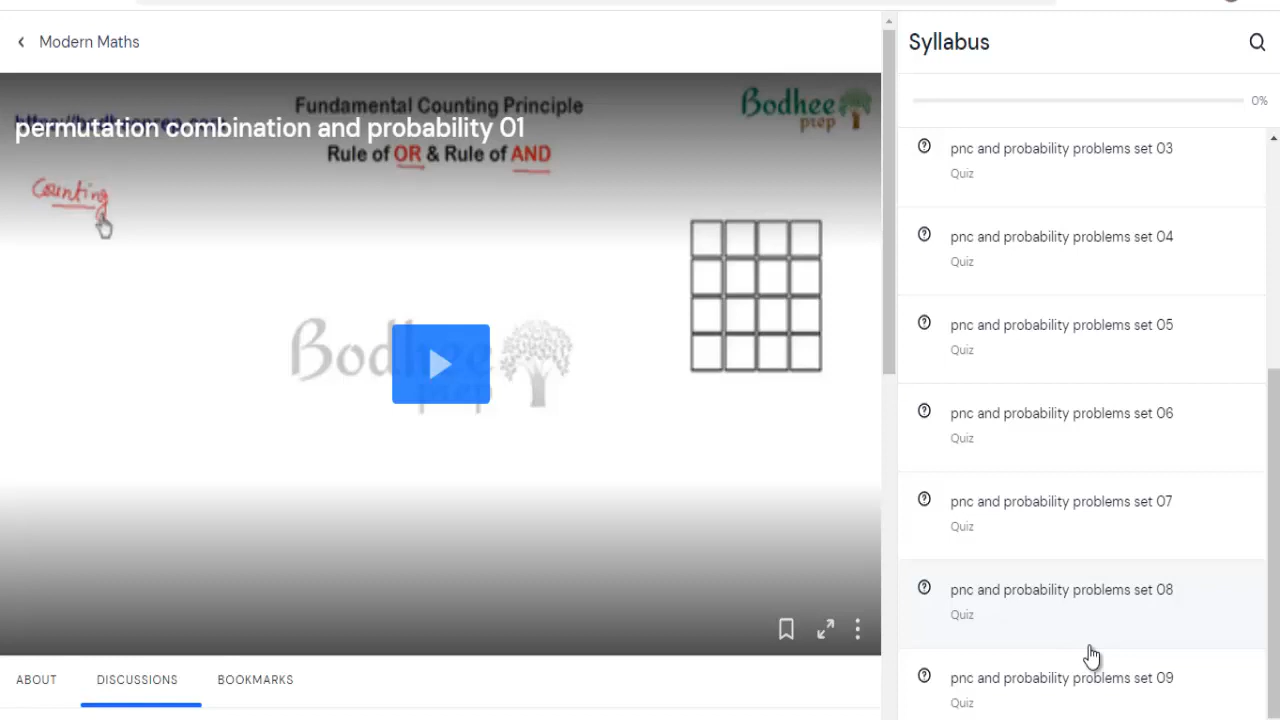 Modern Maths
Fundamental Counting Principle
permutation combination and probability 01
Rule of OR & Rule of AND
Bodhee
prep
Counting
Bodhee
prep
ABOUT
DISCUSSIONS
BOOKMARKS
Syllabus
0%
pnc and probability problems set 03
Quiz
pnc and probability problems set 04
Quiz
pnc and probability problems set 05
Quiz
pnc and probability problems set 06
Quiz
pnc and probability problems set 07
Quiz
pnc and probability problems set 08
Quiz
pnc and probability problems set 09
Quiz